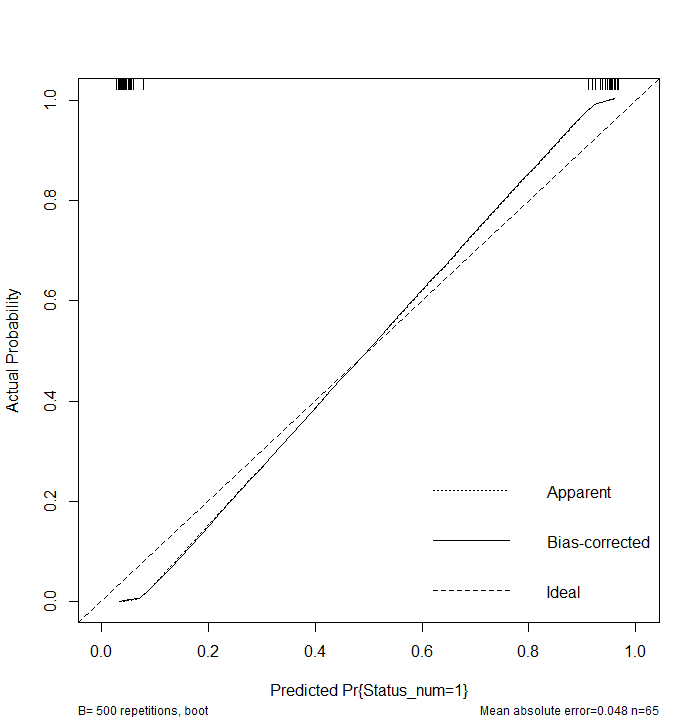 1.0
0.8
0.6
0.4
0.2
0.0
Actual Probability
Apparent
Bias-corrected
Ideal
0.0 0.2 0.4 0.6 0.8 1.0
Predicted Pr{Status_num=1}
B= 500 repetitions, boot
Mean absolute error=0.048 n=65